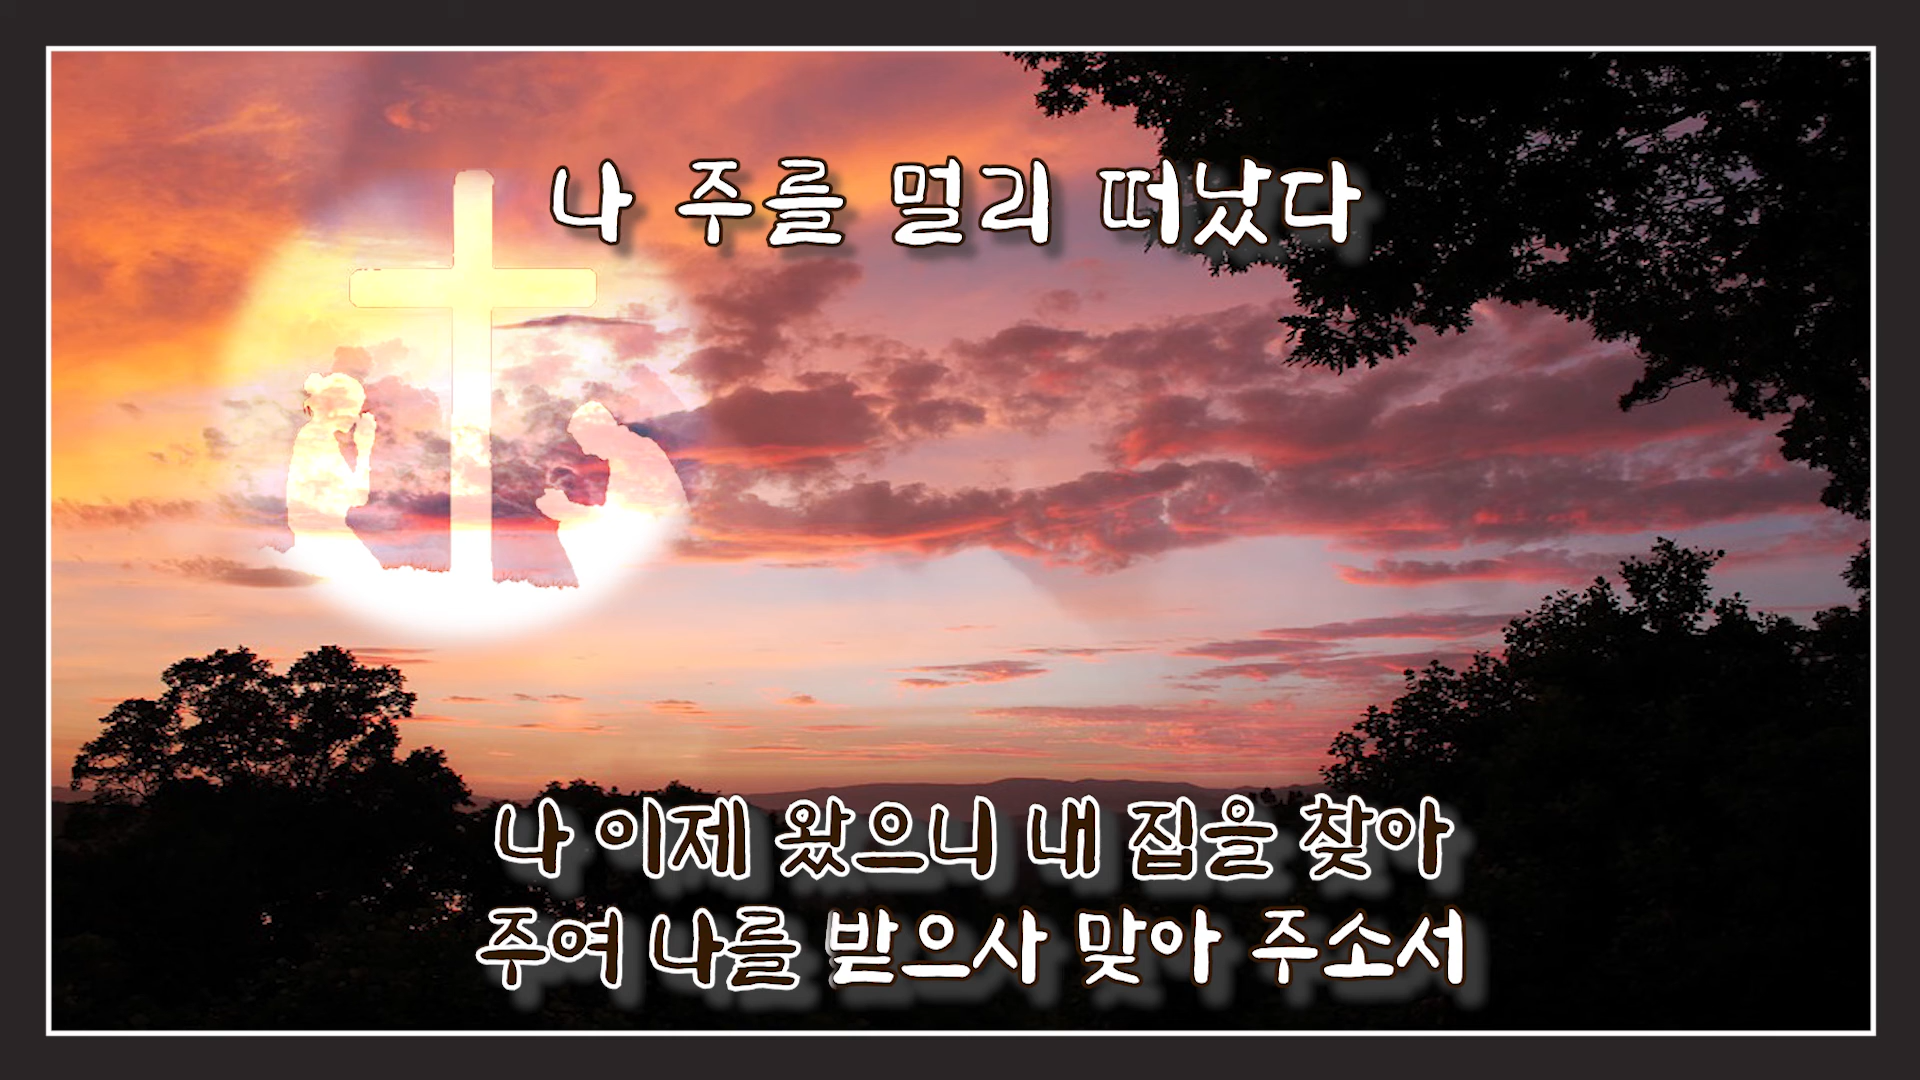 나 주를 멀리 떠났다
나 이제 왔으니 내 집을 찾아
주여 나를 받으사 맞아 주소서